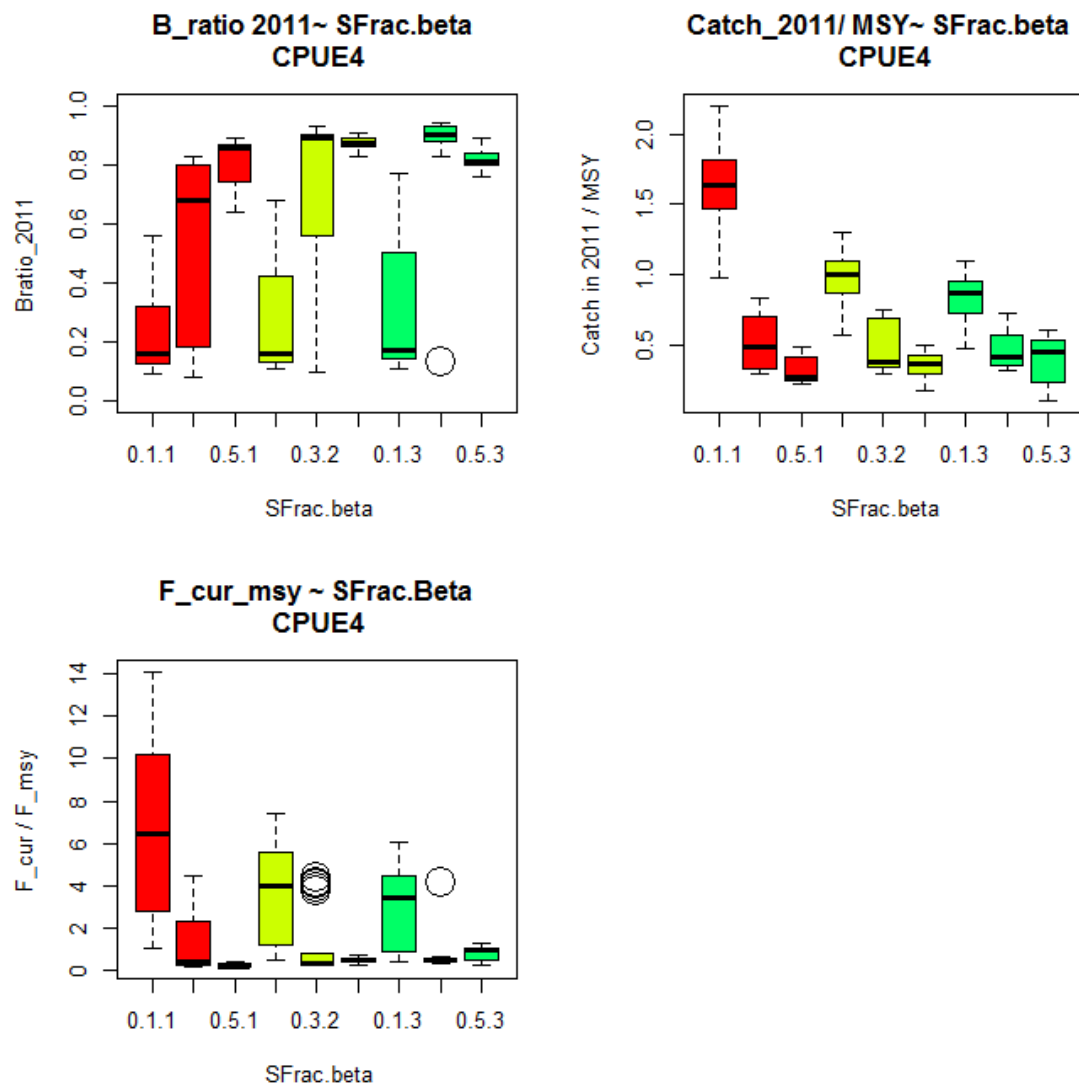 B_ratio 2011~ SFrac.beta
CPUE4
Bratio_2011
1.0
0.8
0.6
0.4
0.2
0.0
0.1.1 0.5.1 0.3.2 0.1.3 0.5.3
SFrac.beta
Catch_2011/ MSY~ SFrac.beta
CPUE4
Catch in 2011 / MSY
2.0
1.5
1.0
0.5
0.1.1 0.5.1 0.3.2 0.1.3 0.5.3
SFrac.beta
F_cur_msy ~ SFrac.Beta
CPUE4
F_cur / F_msy
14
12
10
8
6
4
2
0
0.1.1 0.5.1 0.3.2 0.1.3 0.5.3
SFrac.beta